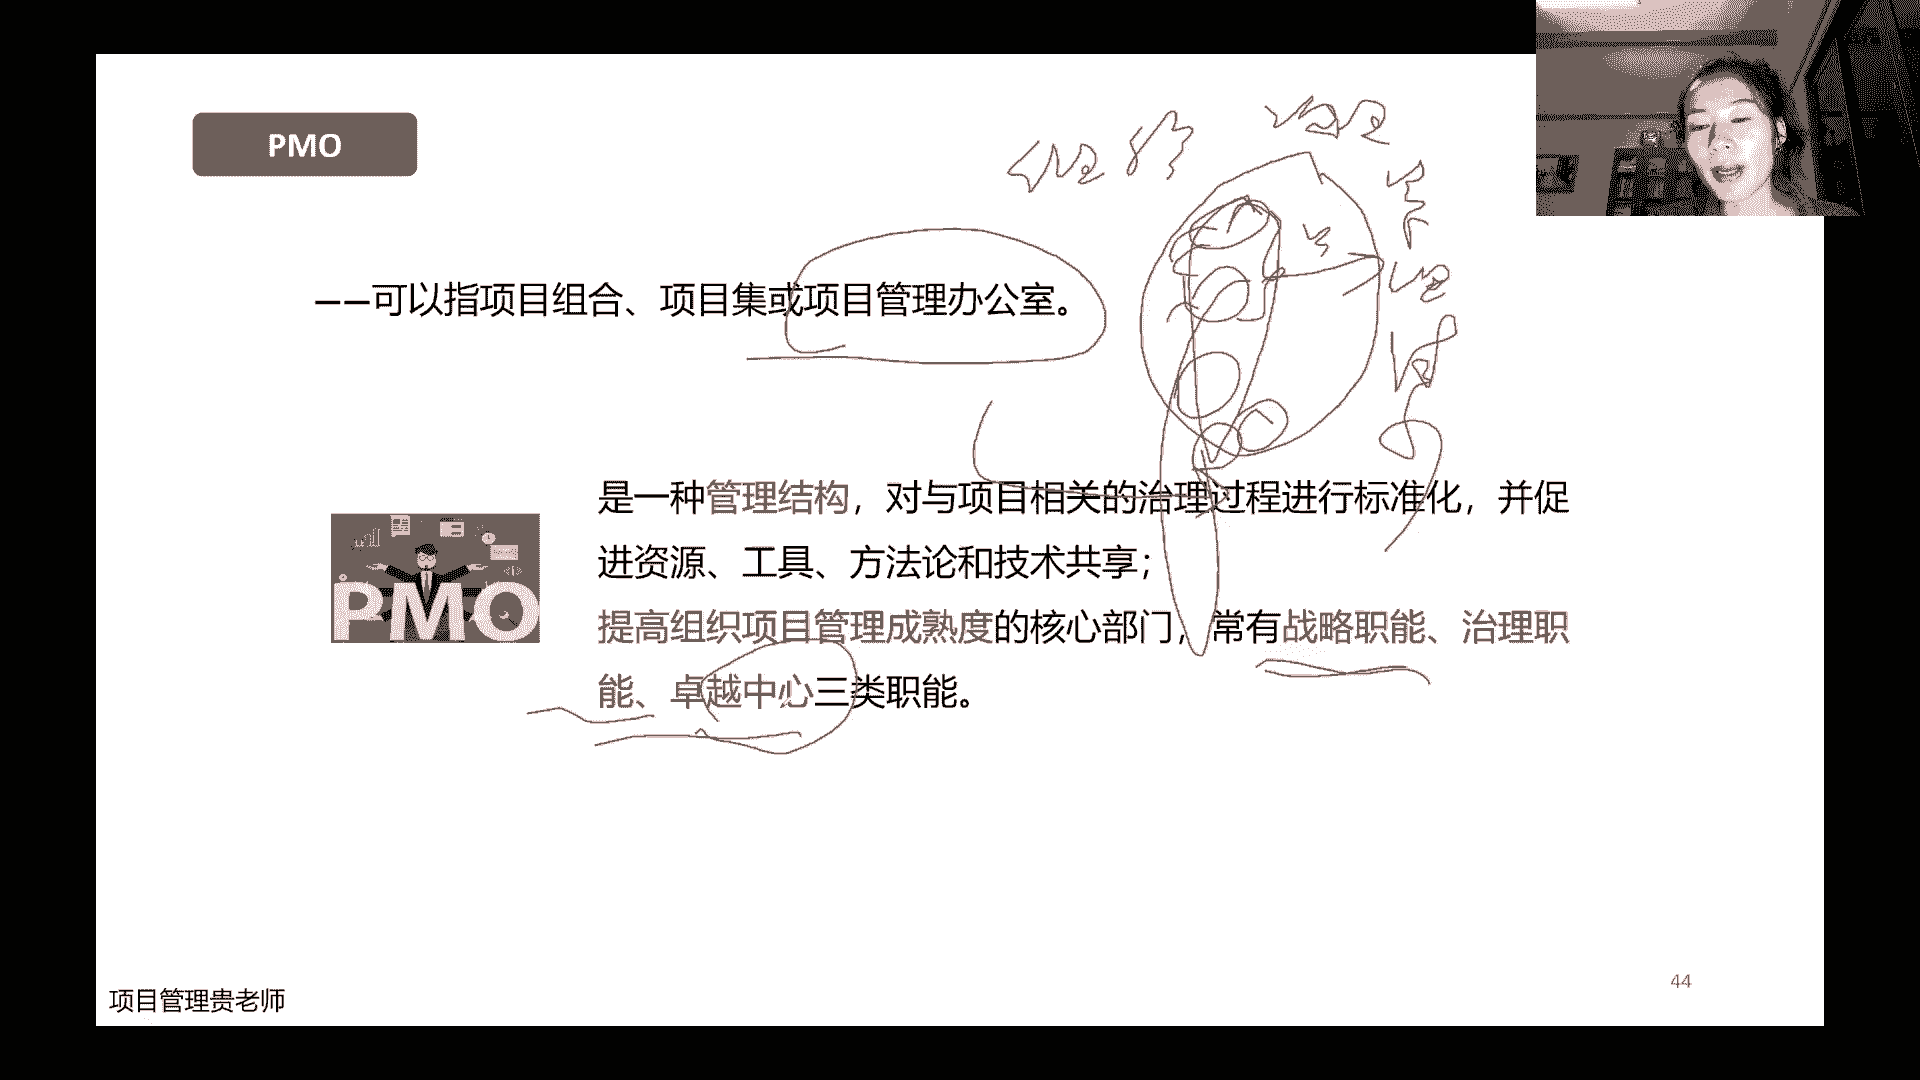 PMO
——可以指项目组合、项目集或项目管理办公室。
是一种管理结构，对与项目相关的治理过程进行标准化，并促
进资源、工具、方法论和技术共享；
提高组织项目管理成熟度的核心部门，常有战略职能、治理职
能、卓越中心三类职能。
PMO
44
项目管理贵老师